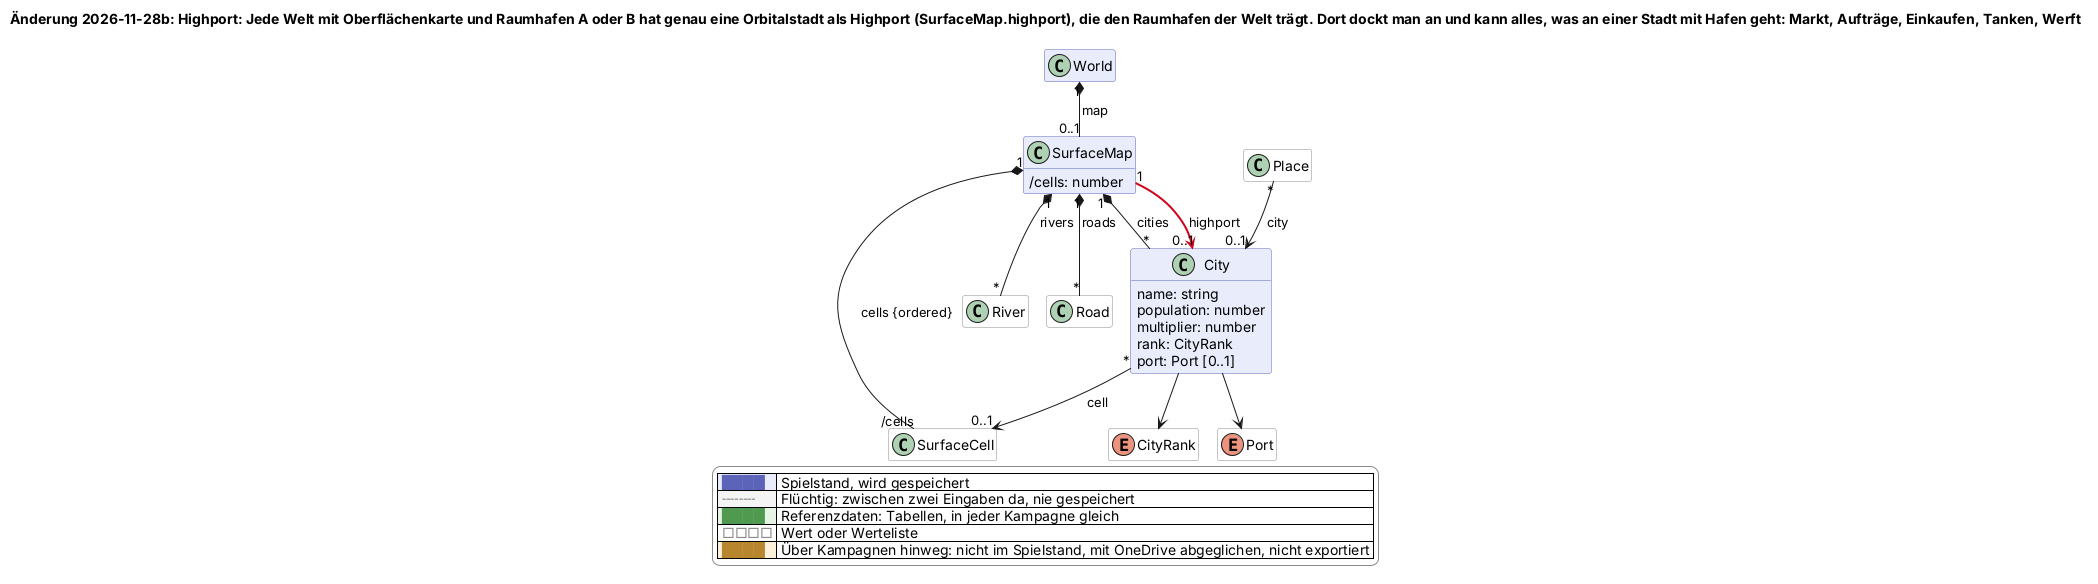 Änderung 2026-11-28b: Highport: Jede Welt mit Oberflächenkarte und Raumhafen A oder B hat genau eine Orbitalstadt als Highport (SurfaceMap.highport), die den Raumhafen der Welt trägt. Dort dockt man an und kann alles, was an einer Stadt mit Hafen geht: Markt, Aufträge, Einkaufen, Tanken, Werft
C World
1
map
0..1
C SurfaceMap
/cells: number
C Place
1
1
1
1
1
*
rivers
roads
cities
highport
city
*
0..1
0..1
C City
name: string
population: number
multiplier: number
rank: CityRank
port: Port [0..1]
*
*
C River
C Road
cells {ordered}
*
cell
/cells
0..1
C SurfaceCell
E CityRank
E Port
Spielstand, wird gespeichert
-------- Flüchtig: zwischen zwei Eingaben da, nie gespeichert
Referenzdaten: Tabellen, in jeder Kampagne gleich
□□□□ Wert oder Werteliste
Über Kampagnen hinweg: nicht im Spielstand, mit OneDrive abgeglichen, nicht exportiert